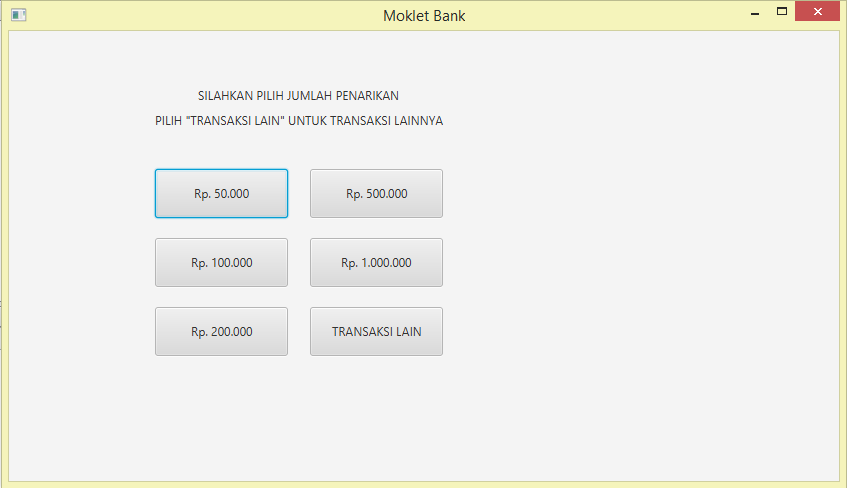 Moklet Bank
SILAHKAN PILIH JUMLAH PENARIKAN
PILIH "TRANSAKSI LAIN" UNTUK TRANSAKSI LAINNYA
Rp. 50.000
Rp. 500.000
Rp. 100.000
Rp. 1.000.000
Rp. 200.000
TRANSAKSI LAIN